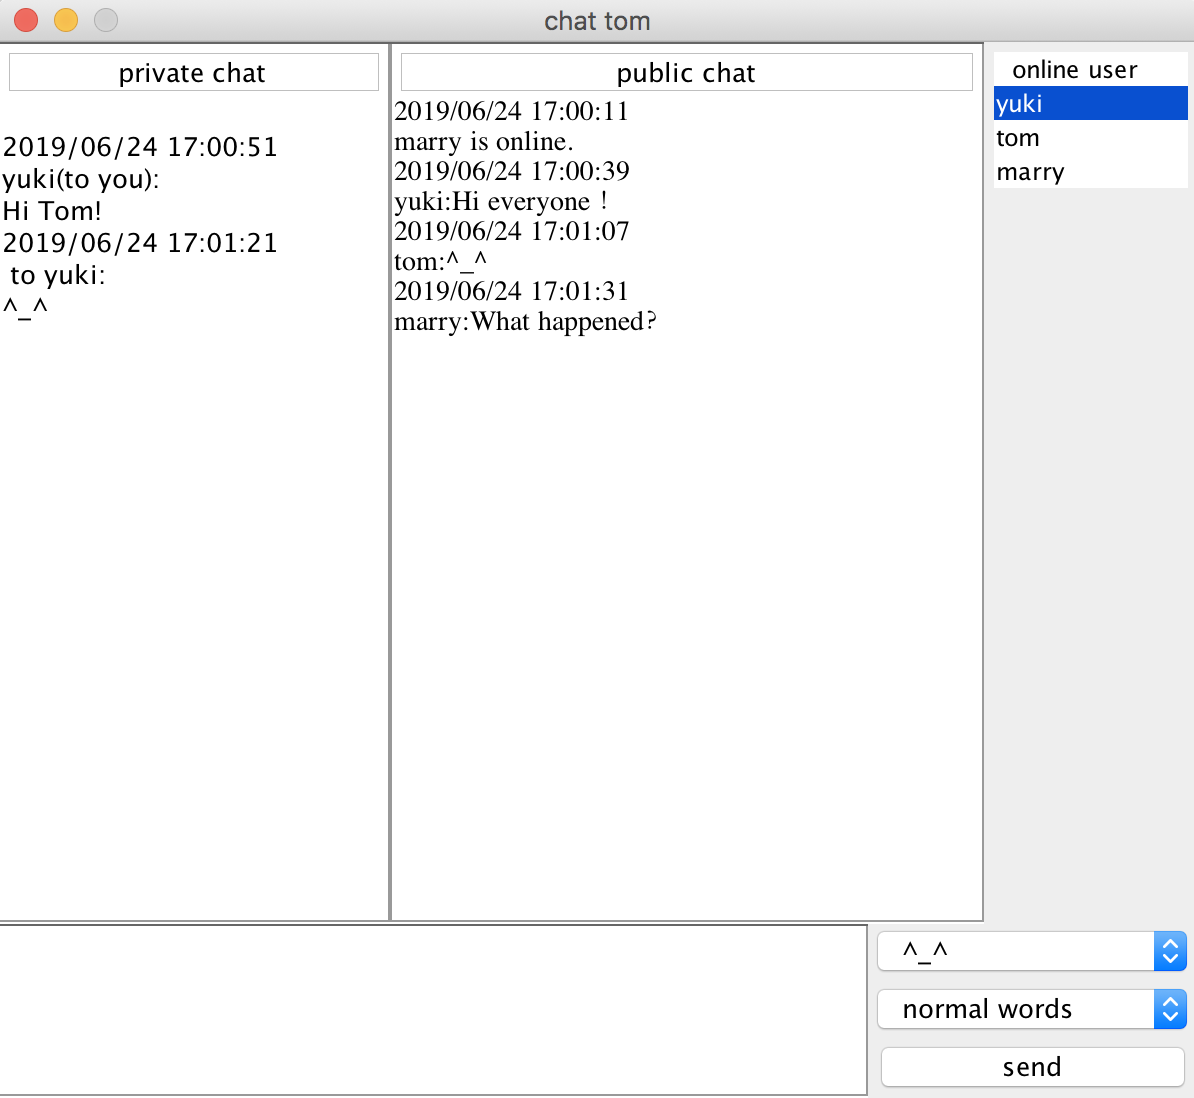 chat tom
private chat
2019/06/24 17:00:51
yuki(to you):
Hi Tom!
2019/06/24 17:01:21
to yuki:
^_^
public chat
2019/06/24 17:00:11
marry is online.
2019/06/24 17:00:39
yuki:Hi everyone !
2019/06/24 17:01:07
tom:^_^
2019/06/24 17:01:31
marry:What happened?
online user
yuki
tom
marry
^_^
normal words
send